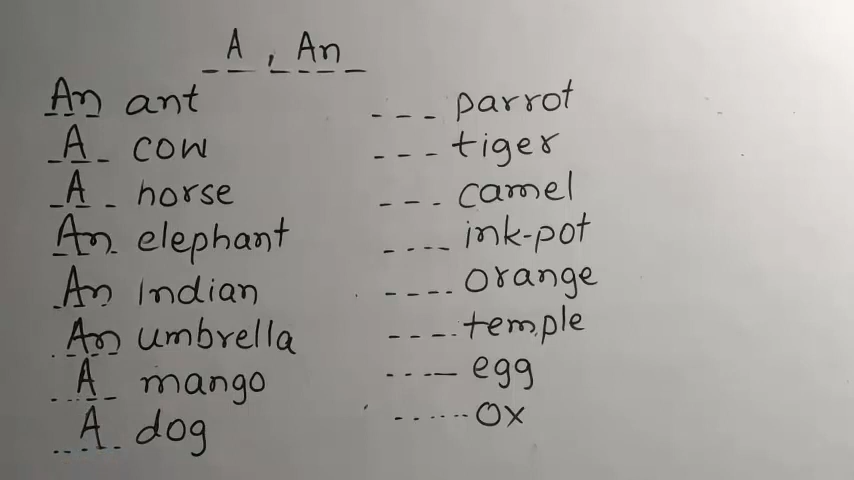 A, An
An ant --- parrot
A cow --- tiger
A horse --- camel
An elephant ---- ink-pot
An Indian ---- orange
An umbrella ---- temple
A mango ---- egg
A dog ------ ox